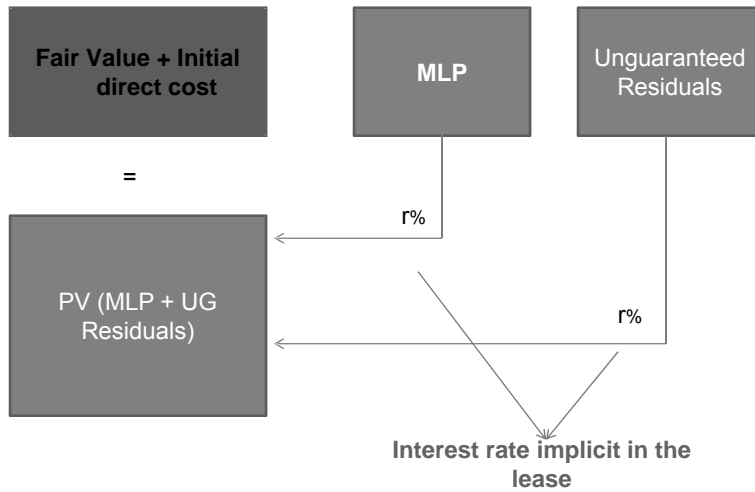 Fair Value + Initial
direct cost
MLP
Unguaranteed
Residuals
=
r%
PV (MLP + UG
Residuals)
r%
Interest rate implicit in the
lease